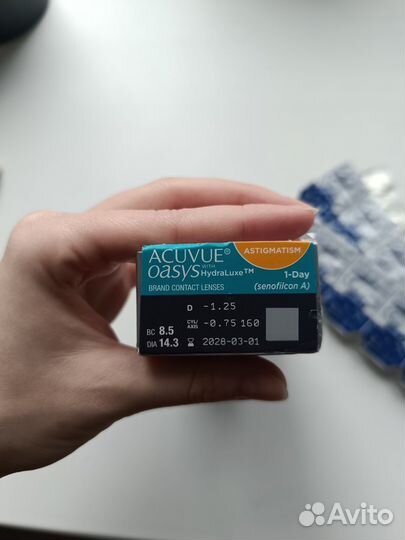 ACUVUE®
ASTIGMATISM
oasys WITH HydraLuxe™
1-Day
BRAND CONTACT LENSES
(senofilcon A)
D -1.25
BC 8.5 CYL/AXIS -0.75 160
DIA 14.3 2028-03-01
Avito